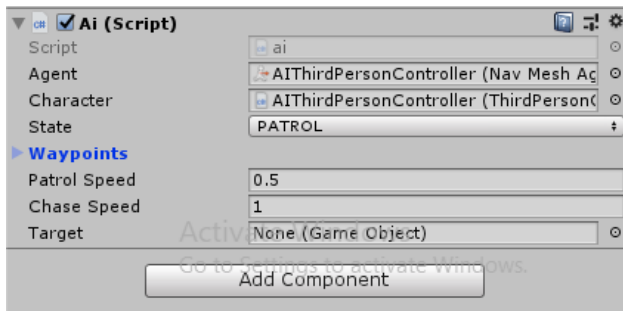 Ai (Script)
Script ai
Agent AIThirdPersonController (Nav Mesh Ag
Character AIThirdPersonController (ThirdPerson(
State PATROL
Waypoints
Patrol Speed 0.5
Chase Speed 1
Target None (Game Object)
Activate Windows
Go to Settings to activate Windows.
Add Component